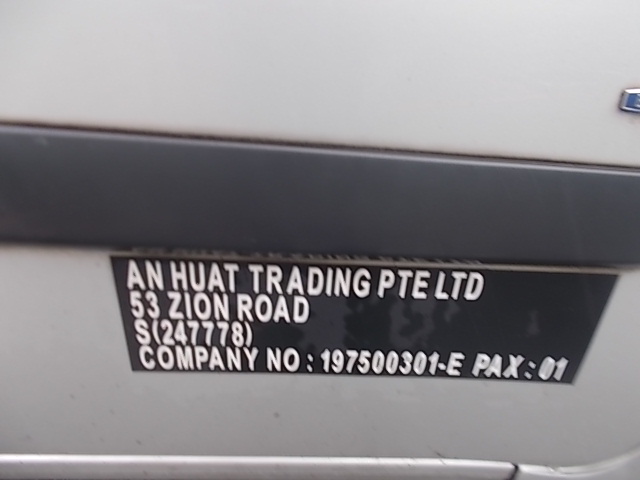 AN HUAT TRADING PTE LTD
53 ZION ROAD
S(247778)
COMPANY NO : 197500301-E PAX : 01